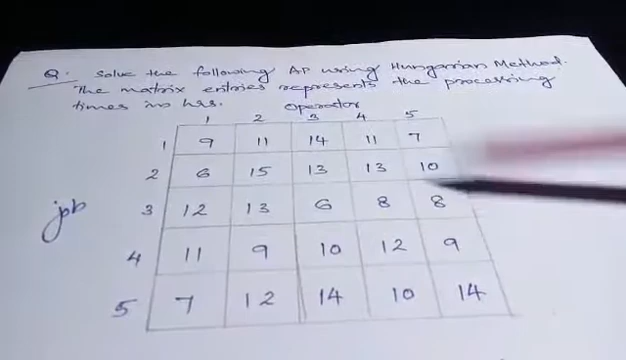 Q. Solve the following AP using Hungarian Method.
The matrix entries represents the processing
times in hrs.
Operator
1 2 3 4 5
1 9 11 14 11 7
2 6 15 13 13 10
job 3 12 13 6 8 8
4 11 9 10 12 9
5 7 12 14 10 14